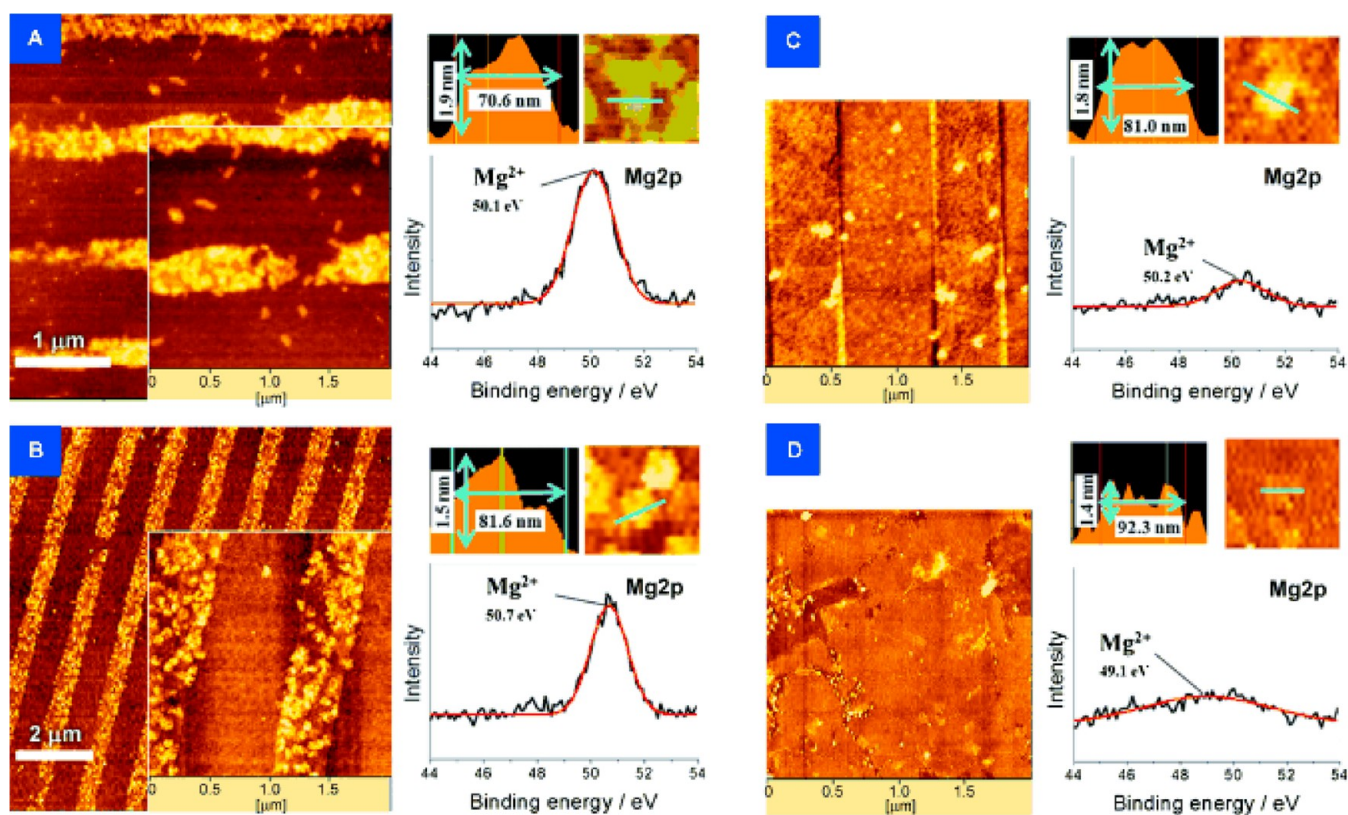 A
1 μm
0 0.5 1.0 1.5
[μm]
1.9 nm
70.6 nm
Mg²⁺
50.1 eV
Mg2p
Intensity
44 46 48 50 52 54
Binding energy / eV
B
2 μm
0 0.5 1.0 1.5
[μm]
1.5 nm
81.6 nm
Mg²⁺
50.7 eV
Mg2p
Intensity
44 46 48 50 52 54
Binding energy / eV
C
0 0.5 1.0 1.5
[μm]
1.8 nm
81.0 nm
Mg²⁺
50.2 eV
Mg2p
Intensity
44 46 48 50 52 54
Binding energy / eV
D
0 0.5 1.0 1.5
[μm]
1.4 nm
92.3 nm
Mg²⁺
49.1 eV
Mg2p
Intensity
44 46 48 50 52 54
Binding energy / eV